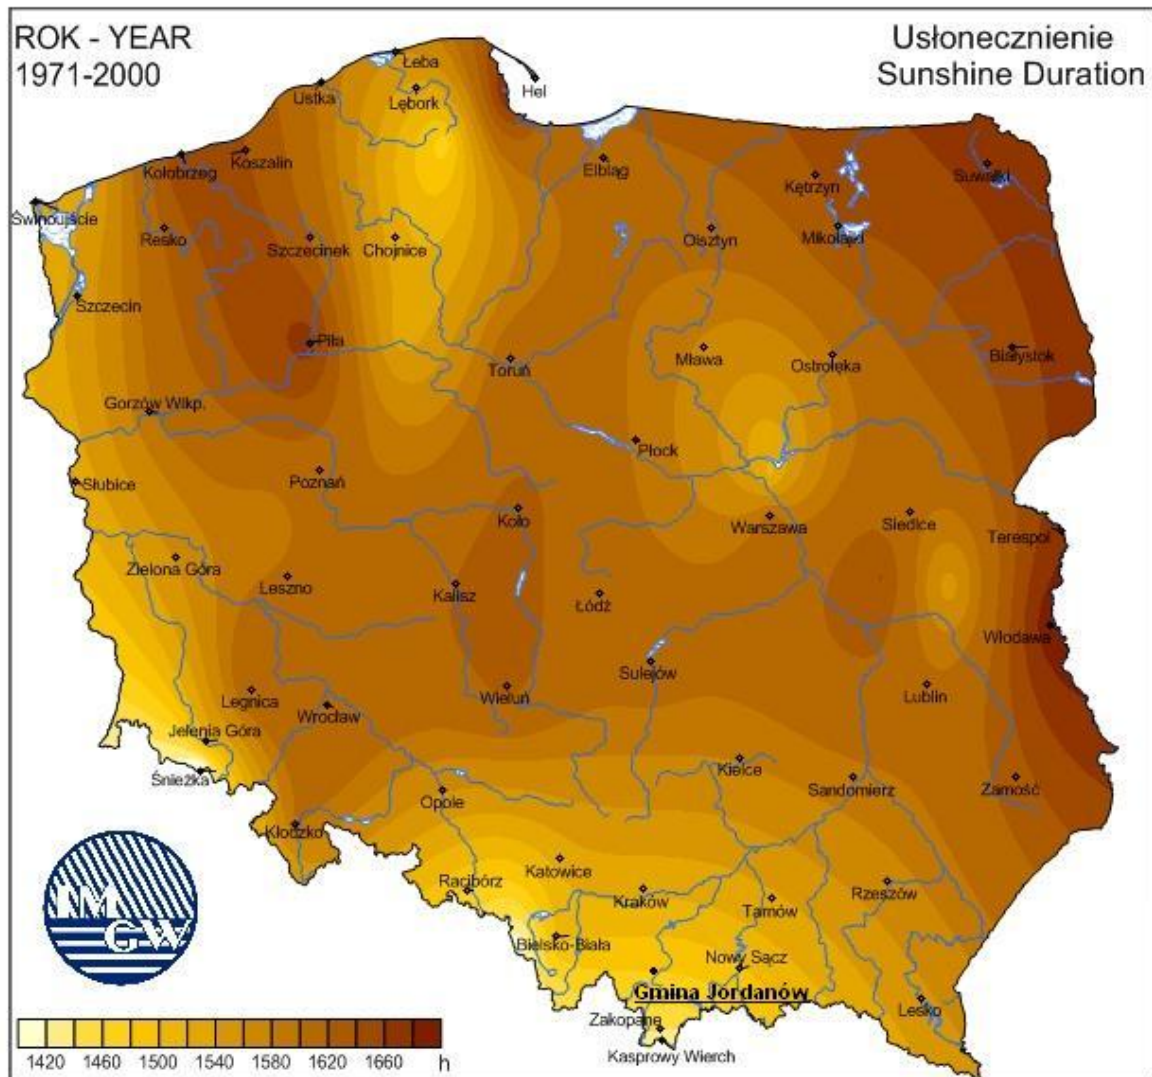 ROK - YEAR
1971-2000
Usłonecznienie
Sunshine Duration
Łeba
Hel
Ustka
Lębork
Koszalin
Kołobrzeg
Elbląg
Kętrzyn
Suwałki
Świnoujście
Resko
Szczecinek
Chojnice
Olsztyn
Mikołajki
Szczecin
Piła
Toruń
Mława
Ostrołęka
Białystok
Gorzów Wlkp.
Płock
Słubice
Poznań
Koło
Warszawa
Siedlce
Terespol
Zielona Góra
Leszno
Kalisz
Łódź
Włodawa
Sulejów
Legnica
Wrocław
Wieluń
Lublin
Jelenia Góra
Śnieżka
Kielce
Opole
Sandomierz
Zamość
Kłodzko
Katowice
Racibórz
Kraków
Tarnów
Rzeszów
IMGW
Bielsko-Biała
Nowy Sącz
Gmina Jordanów
Lesko
Zakopane
Kasprowy Wierch
1420 1460 1500 1540 1580 1620 1660 h